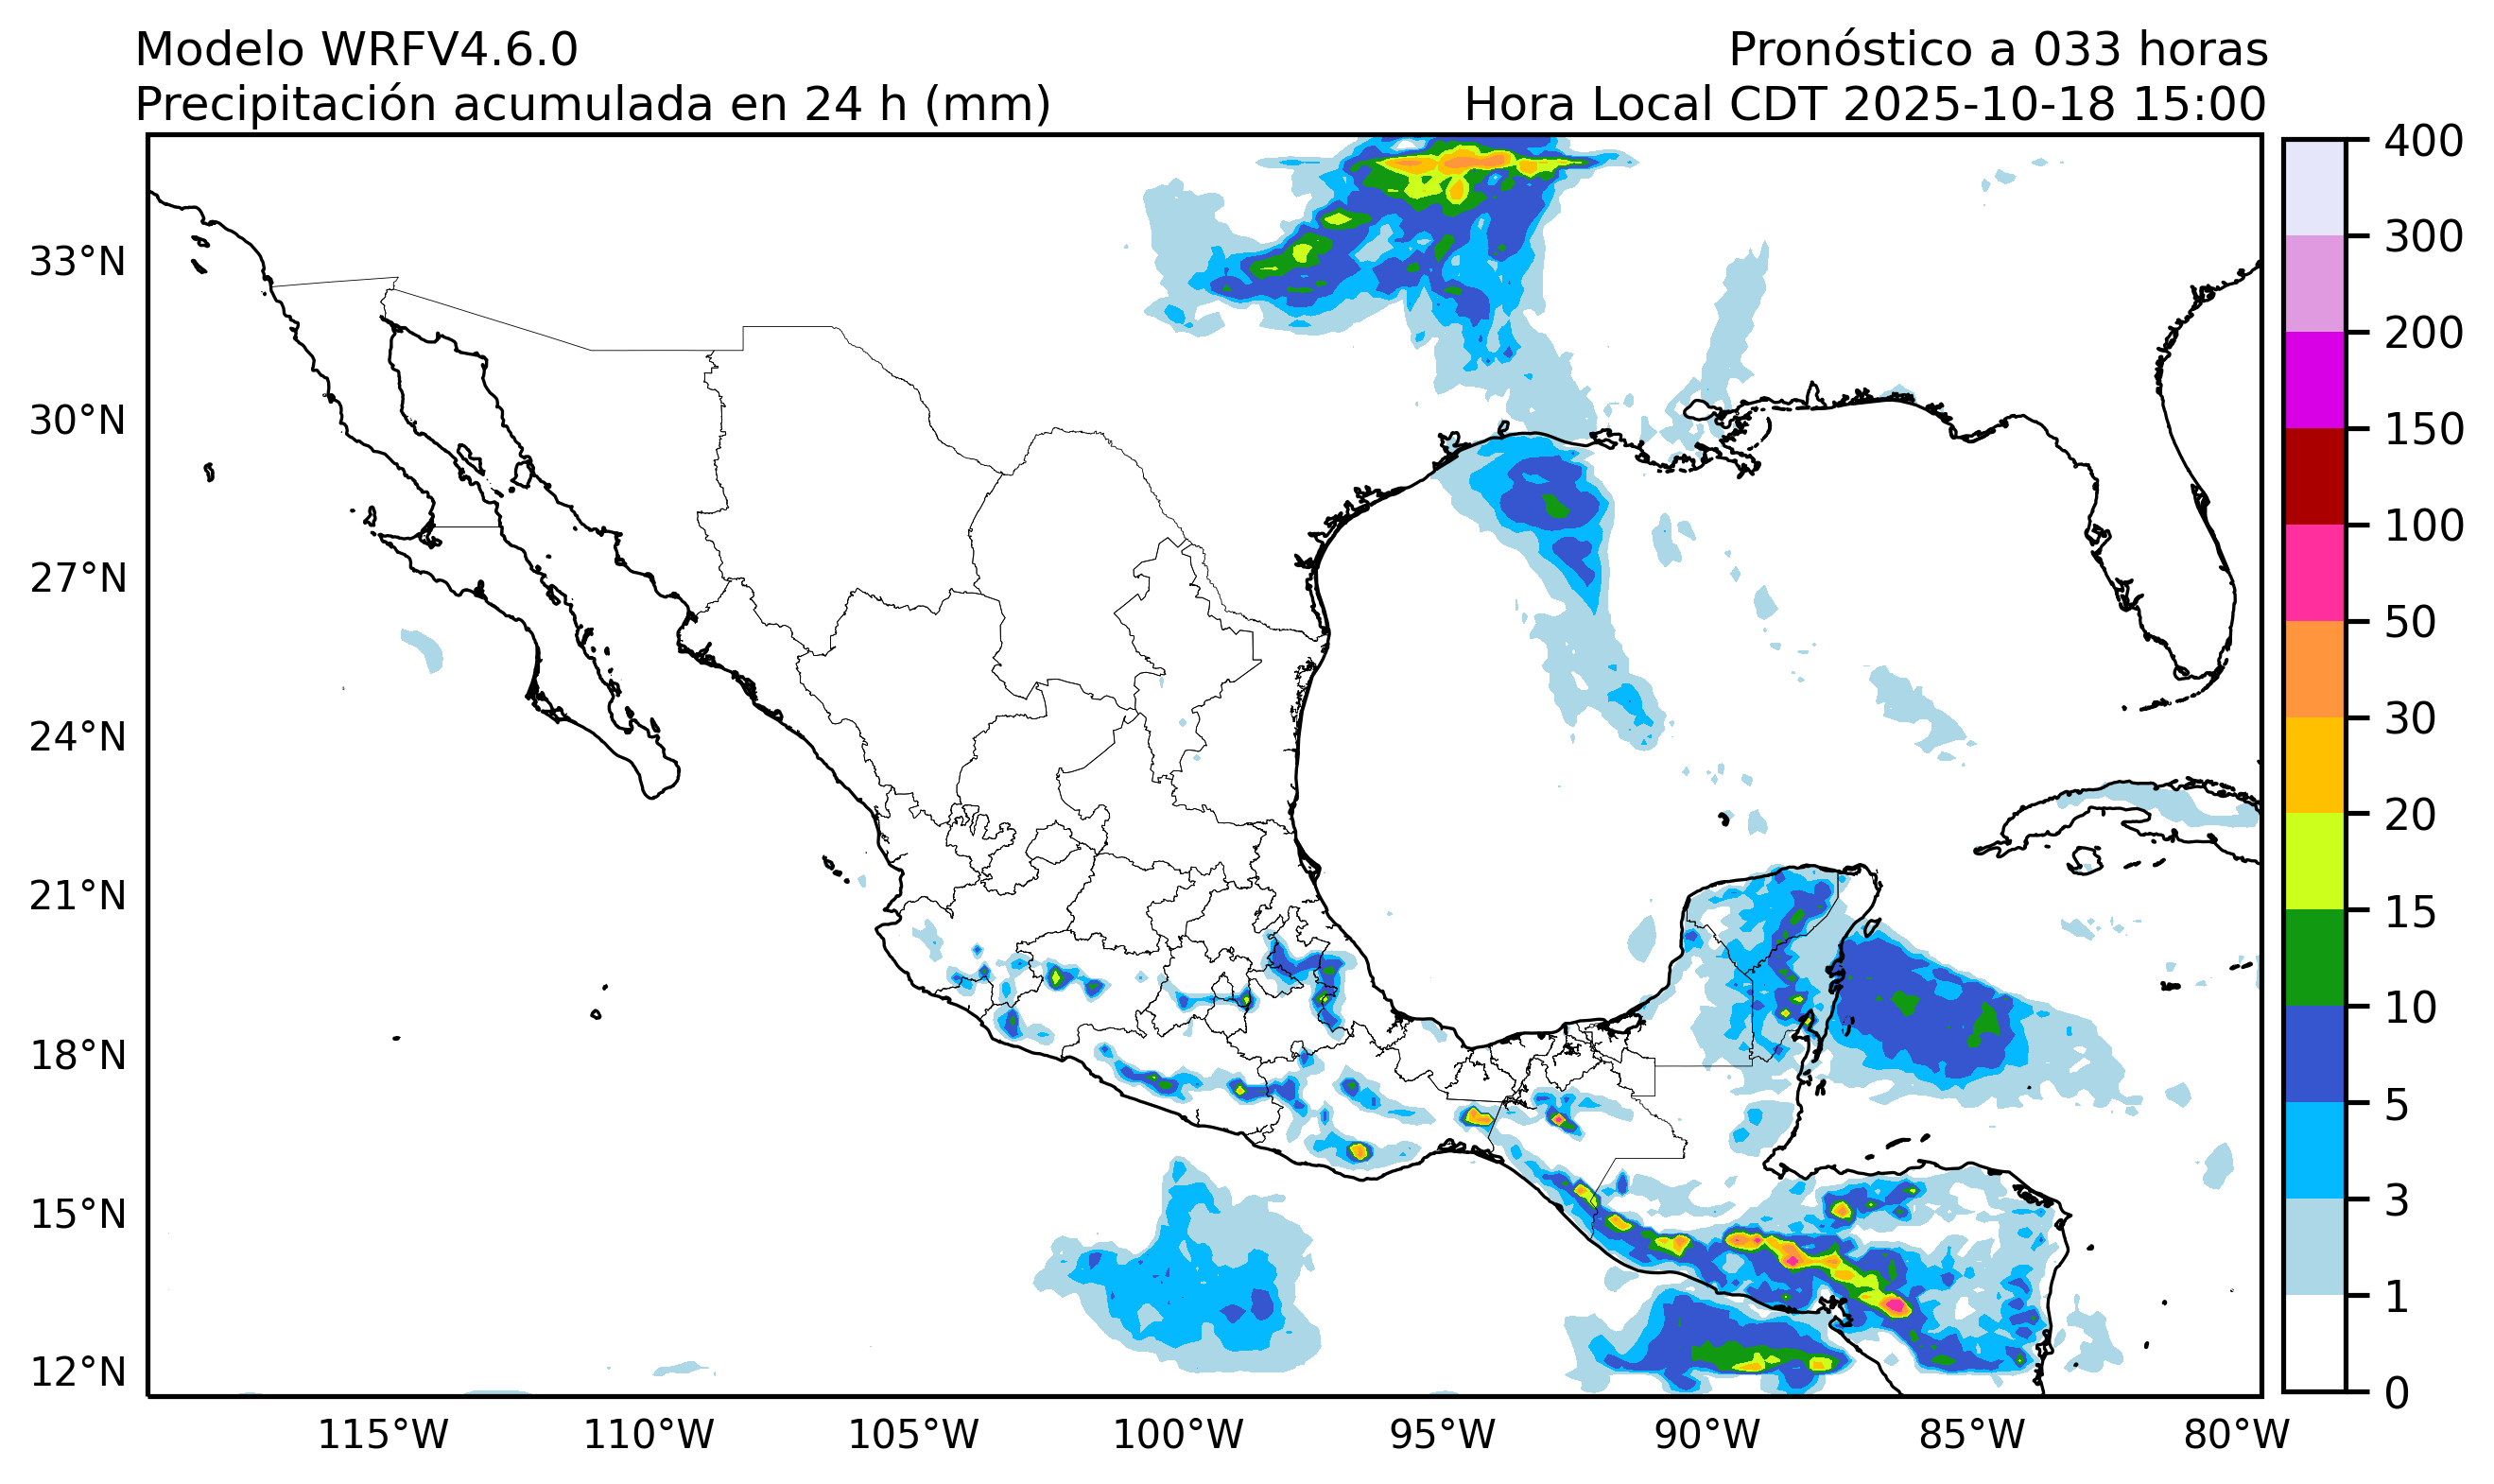 Modelo WRFV4.6.0
Pronóstico a 033 horas
Precipitación acumulada en 24 h (mm)
Hora Local CDT 2025-10-18 15:00
33°N
30°N
27°N
24°N
21°N
18°N
15°N
12°N
115°W
110°W
105°W
100°W
95°W
90°W
85°W
80°W
400
300
200
150
100
50
30
20
15
10
5
3
1
0